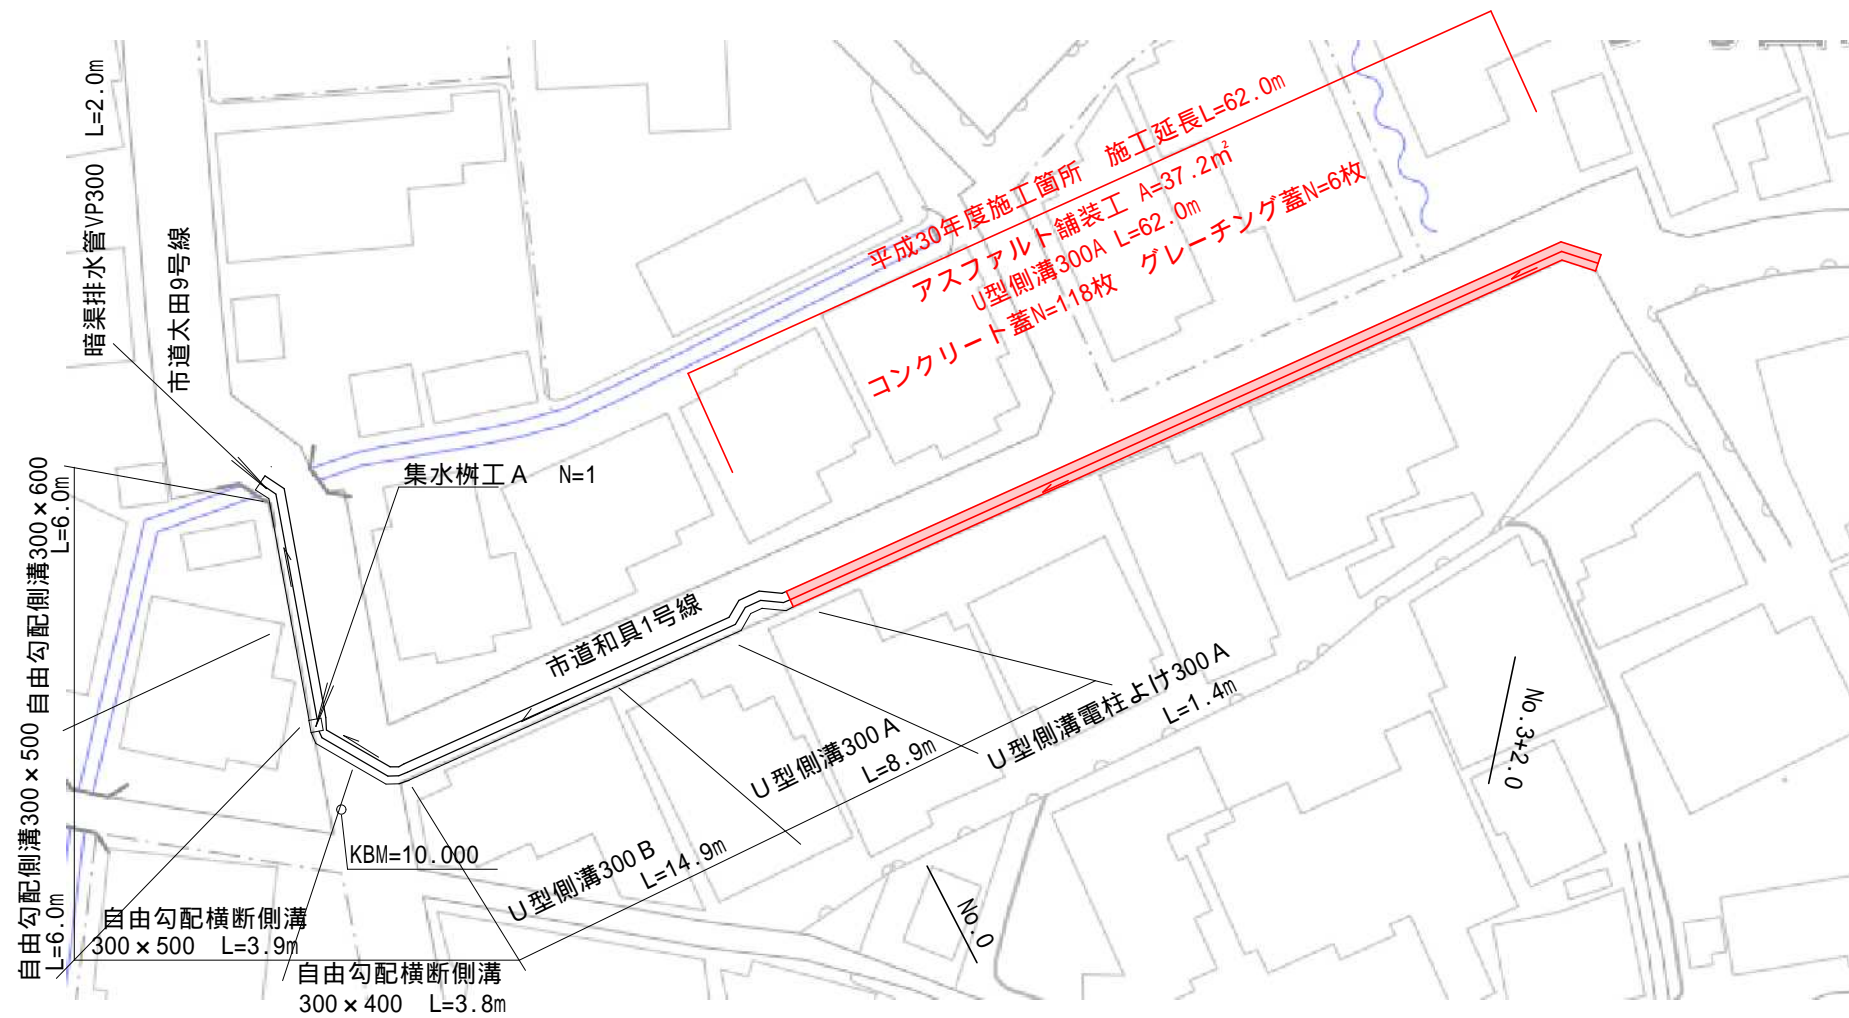 平成30年度施工箇所　施工延長L=62.0m
アスファルト舗装工 A=37.2㎡
U型側溝300A L=62.0m
コンクリート蓋N=118枚　グレーチング蓋N=6枚
暗渠排水管VP300　L=2.0m
市道太田9号線
集水桝工A　N=1
自由勾配側溝300×600
L=6.0m
自由勾配側溝300×500
L=6.0m
市道和具1号線
U型側溝電柱よけ300A
L=1.4m
U型側溝300A
L=8.9m
U型側溝300B
L=14.9m
KBM=10.000
自由勾配横断側溝
300×500　L=3.9m
自由勾配横断側溝
300×400　L=3.8m
No.0
No.3+2.0